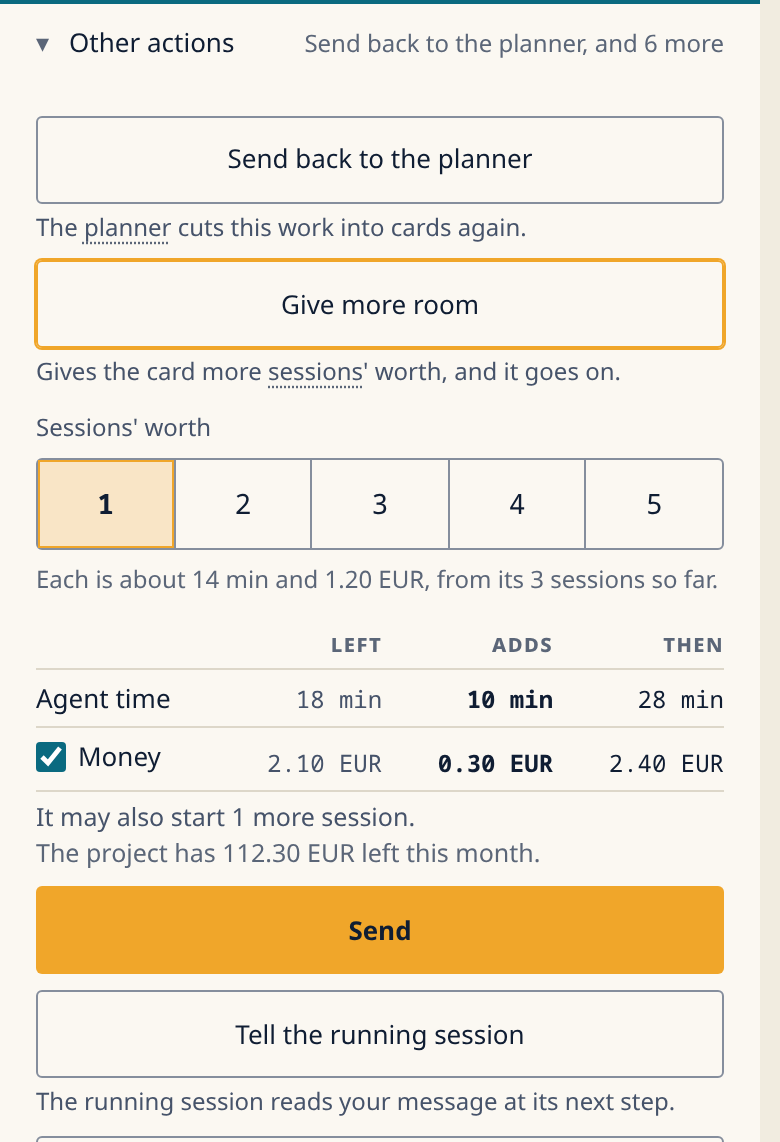 ▼ Other actions Send back to the planner, and 6 more
Send back to the planner
The planner cuts this work into cards again.
Give more room
Gives the card more sessions' worth, and it goes on.
Sessions' worth
1 2 3 4 5
Each is about 14 min and 1.20 EUR, from its 3 sessions so far.
LEFT ADDS THEN
Agent time 18 min 10 min 28 min
Money 2.10 EUR 0.30 EUR 2.40 EUR
It may also start 1 more session.
The project has 112.30 EUR left this month.
Send
Tell the running session
The running session reads your message at its next step.